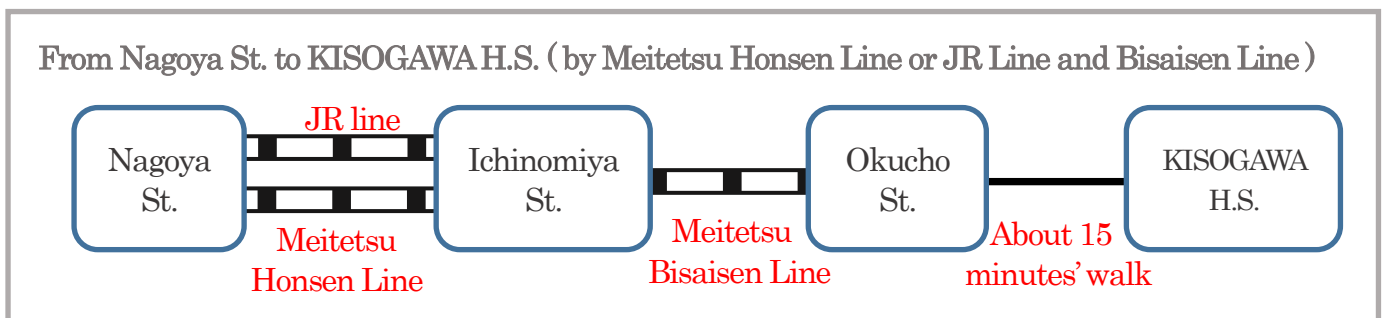 From Nagoya St. to KISOGAWA H.S. ( by Meitetsu Honsen Line or JR Line and Bisaisen Line )
JR line
Nagoya
St.
Ichinomiya
St.
Okucho
St.
KISOGAWA
H.S.
Meitetsu
Honsen Line
Meitetsu
Bisaisen Line
About 15
minutes' walk